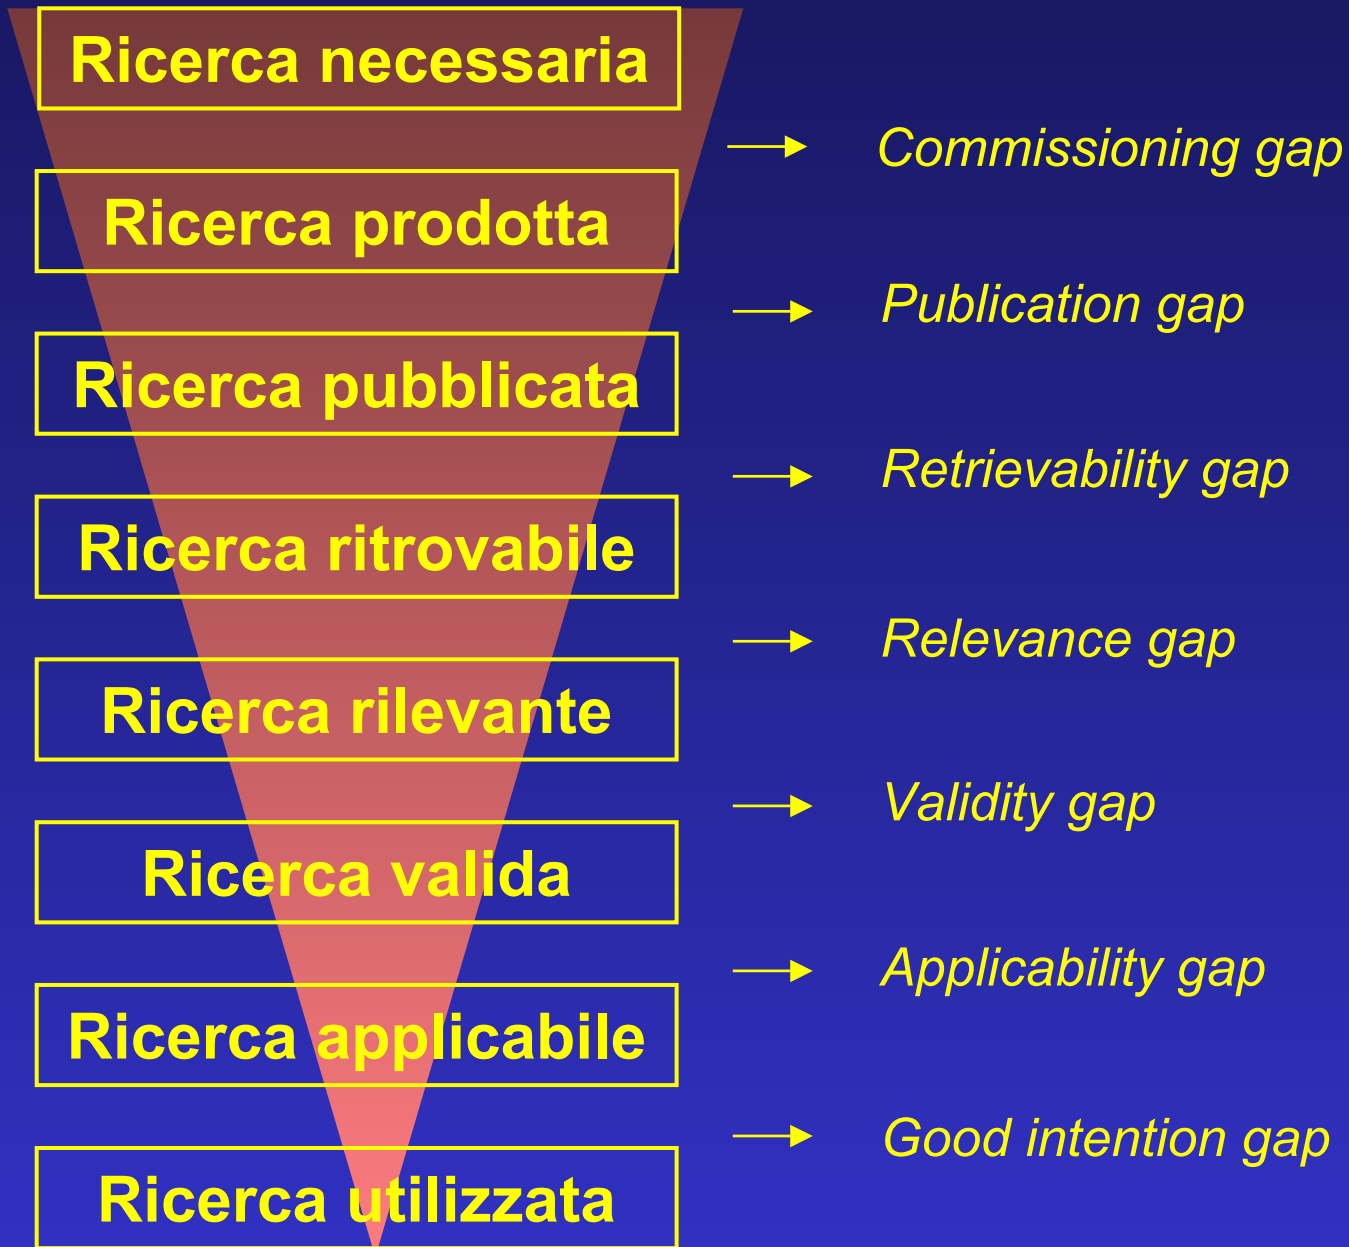 Ricerca necessaria
Commissioning gap
Ricerca prodotta
Publication gap
Ricerca pubblicata
Retrievability gap
Ricerca ritrovabile
Relevance gap
Ricerca rilevante
Validity gap
Ricerca valida
Applicability gap
Ricerca applicabile
Good intention gap
Ricerca utilizzata